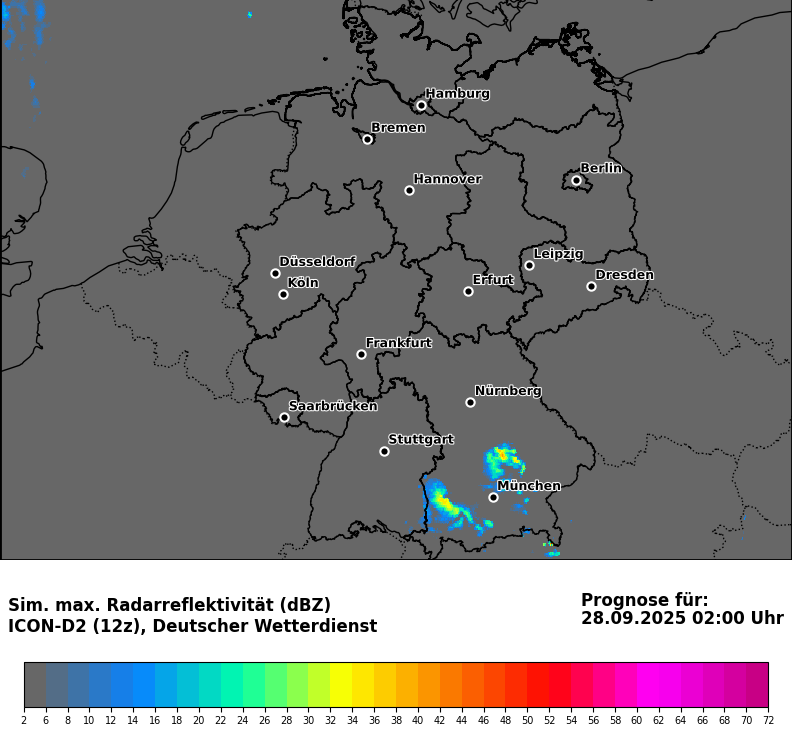 Hamburg
Bremen
Berlin
Hannover
Leipzig
Düsseldorf
Dresden
Köln
Erfurt
Frankfurt
Nürnberg
Saarbrücken
Stuttgart
München
Sim. max. Radarreflektivität (dBZ)
ICON-D2 (12z), Deutscher Wetterdienst
Prognose für:
28.09.2025 02:00 Uhr
2 6 8 10 12 14 16 18 20 22 24 26 28 30 32 34 36 38 40 42 44 46 48 50 52 54 56 58 60 62 64 66 68 70 72